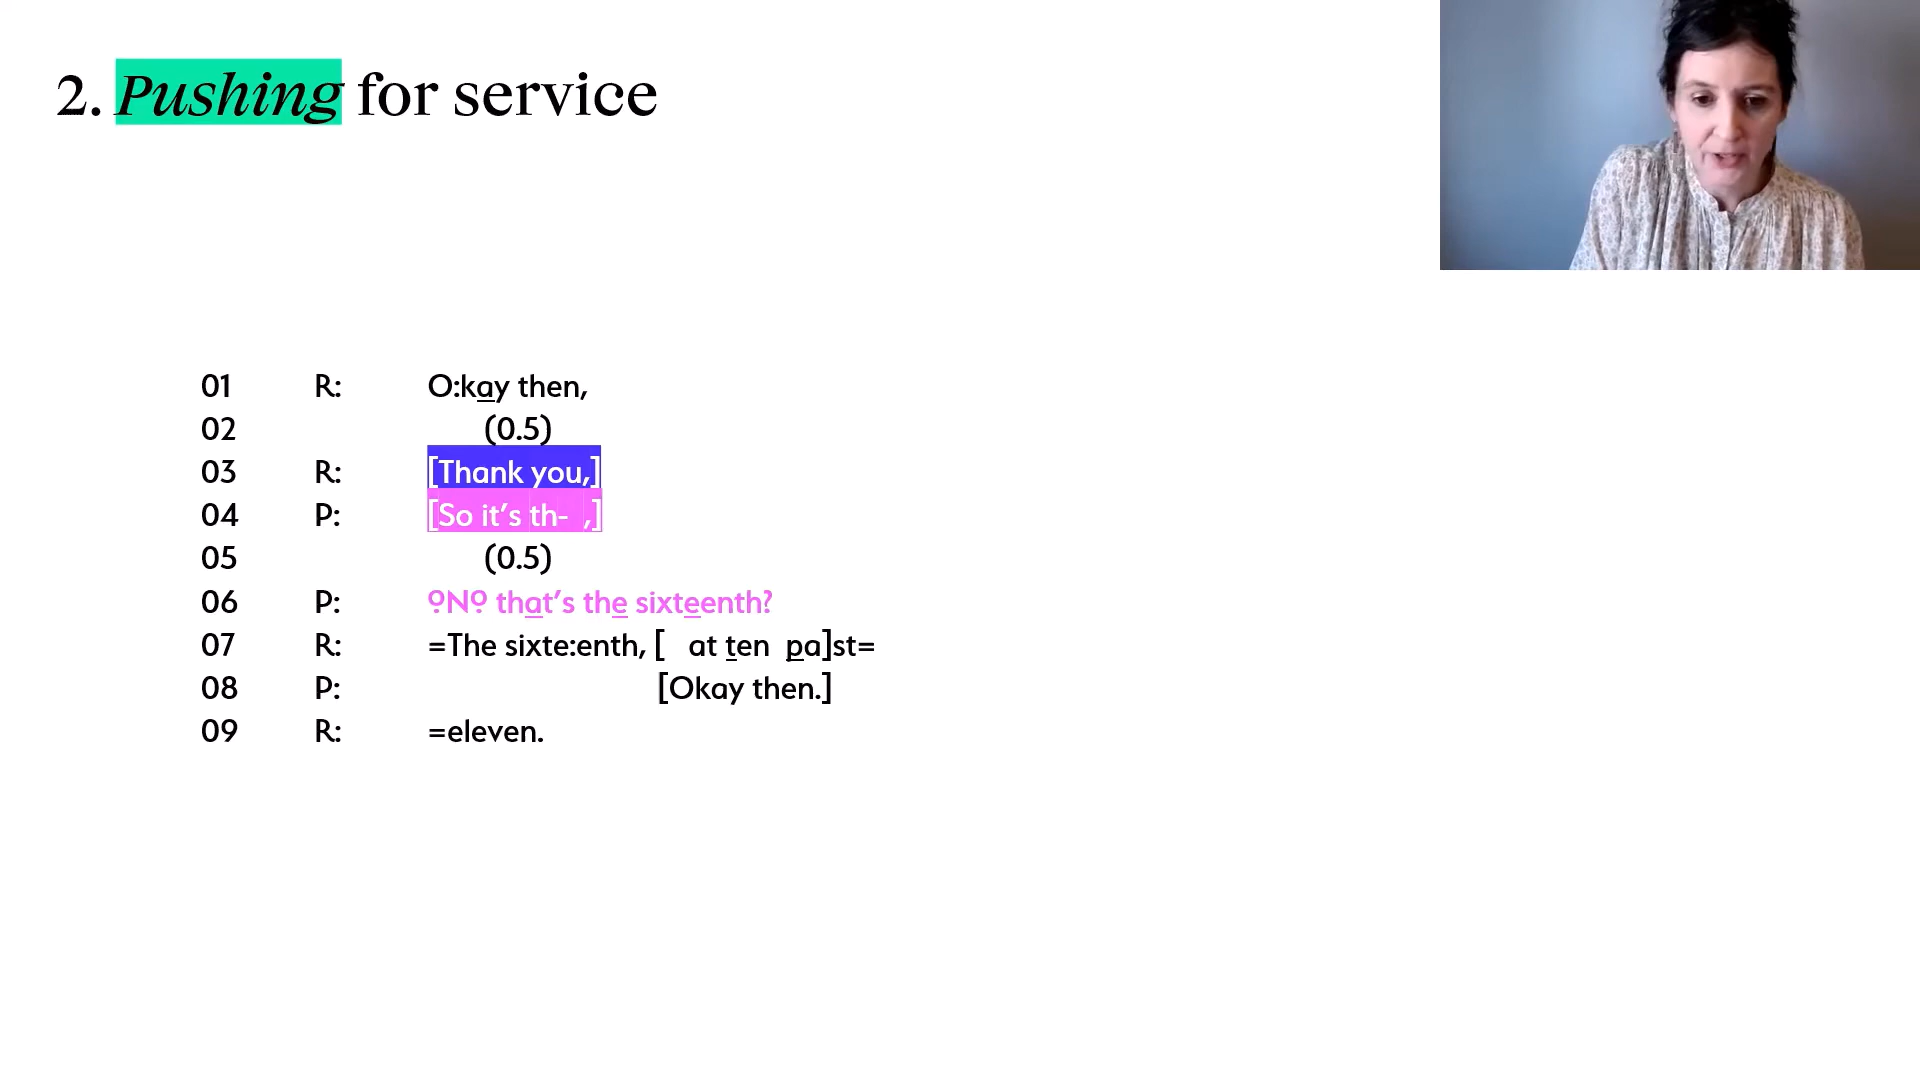 2. Pushing for service
01 R: O:kay then,
02 (0.5)
03 R: [Thank you,]
04 P: [So it’s th- ,]
05 (0.5)
06 P: ºNº that’s the sixteenth?
07 R: =The sixte:enth, [ at ten pa]st=
08 P: [Okay then.]
09 R: =eleven.